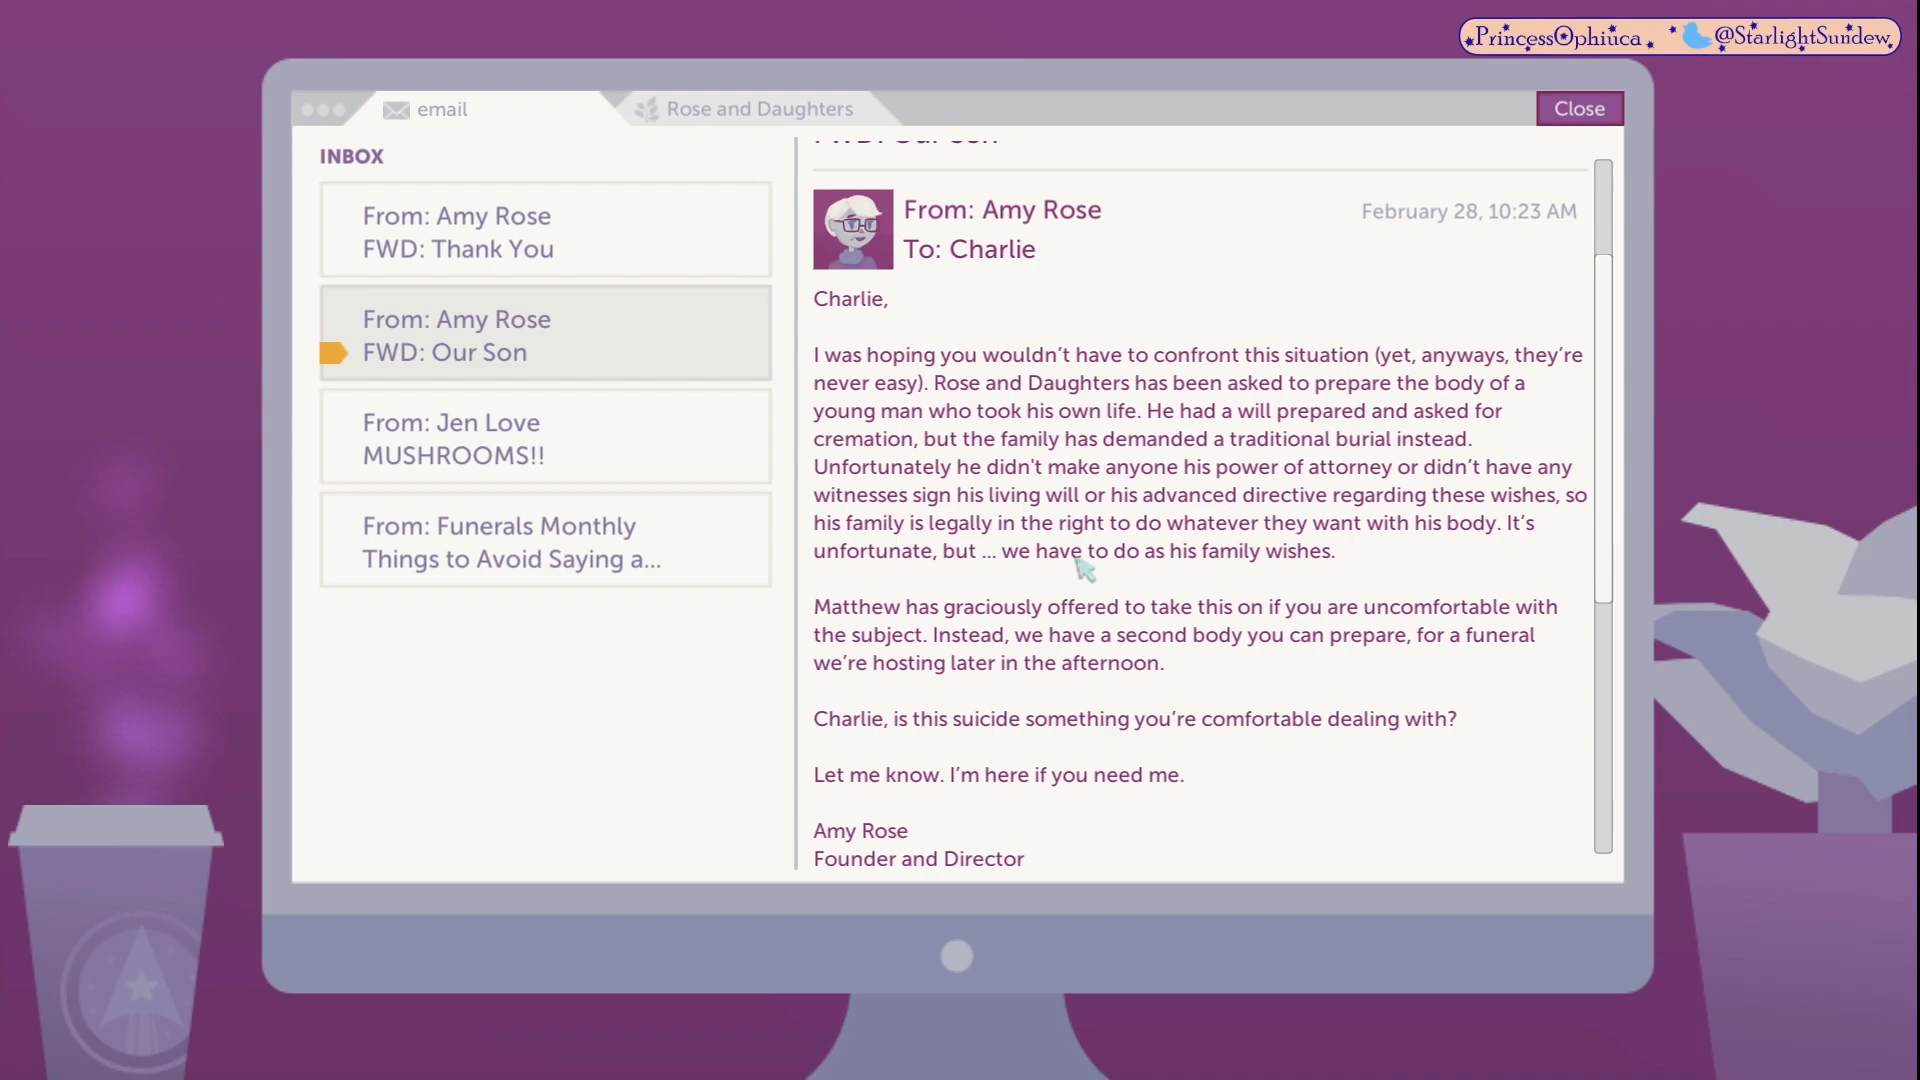 PrincessOphiuca @StarlightSundew
email
Rose and Daughters
Close
INBOX
From: Amy Rose
FWD: Thank You
From: Amy Rose
FWD: Our Son
From: Jen Love
MUSHROOMS!!
From: Funerals Monthly
Things to Avoid Saying a...
FWD: Our Son
From: Amy Rose
February 28, 10:23 AM
To: Charlie
Charlie,
I was hoping you wouldn’t have to confront this situation (yet, anyways, they’re
never easy). Rose and Daughters has been asked to prepare the body of a
young man who took his own life. He had a will prepared and asked for
cremation, but the family has demanded a traditional burial instead.
Unfortunately he didn't make anyone his power of attorney or didn’t have any
witnesses sign his living will or his advanced directive regarding these wishes, so
his family is legally in the right to do whatever they want with his body. It’s
unfortunate, but ... we have to do as his family wishes.
Matthew has graciously offered to take this on if you are uncomfortable with
the subject. Instead, we have a second body you can prepare, for a funeral
we’re hosting later in the afternoon.
Charlie, is this suicide something you’re comfortable dealing with?
Let me know. I’m here if you need me.
Amy Rose
Founder and Director